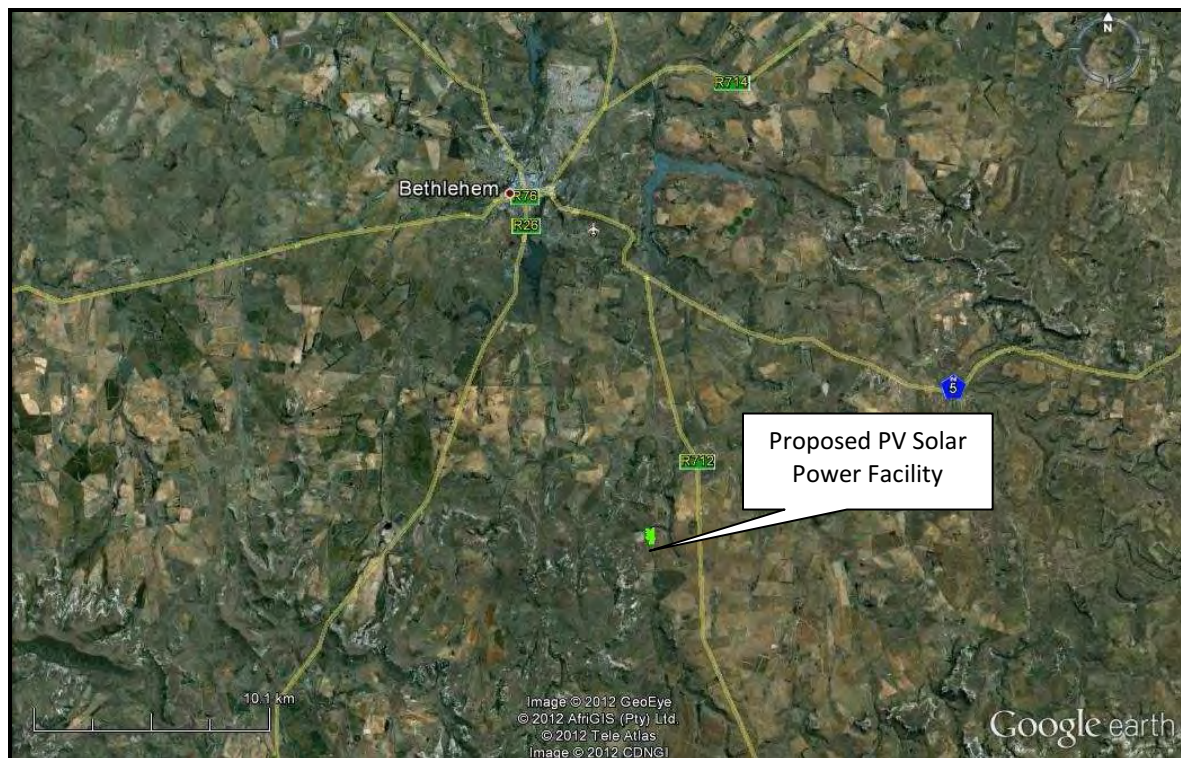 N
R714
Bethlehem
R76
R26
N
5
Proposed PV Solar
Power Facility
R712
10.1 km
Image © 2012 GeoEye
© 2012 AfriGIS (Pty) Ltd.
© 2012 Tele Atlas
Image © 2012 CDNGI
Google earth